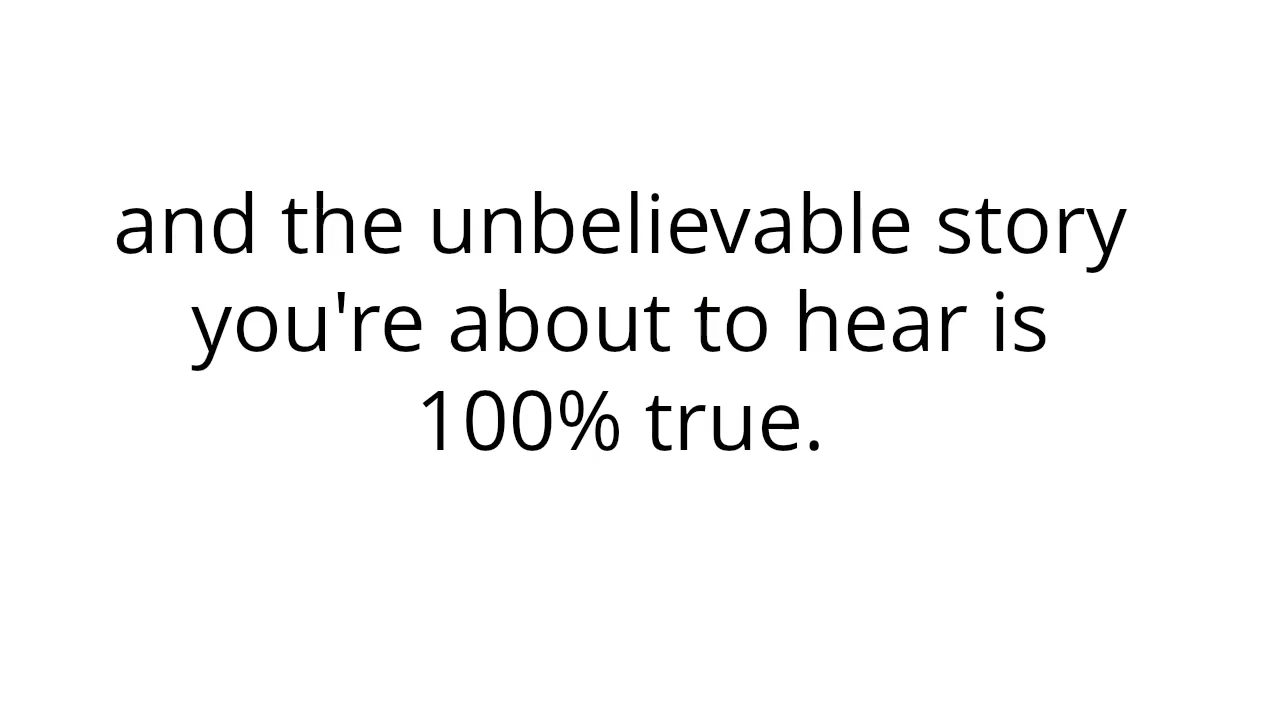 and the unbelievable story
you're about to hear is
100% true.